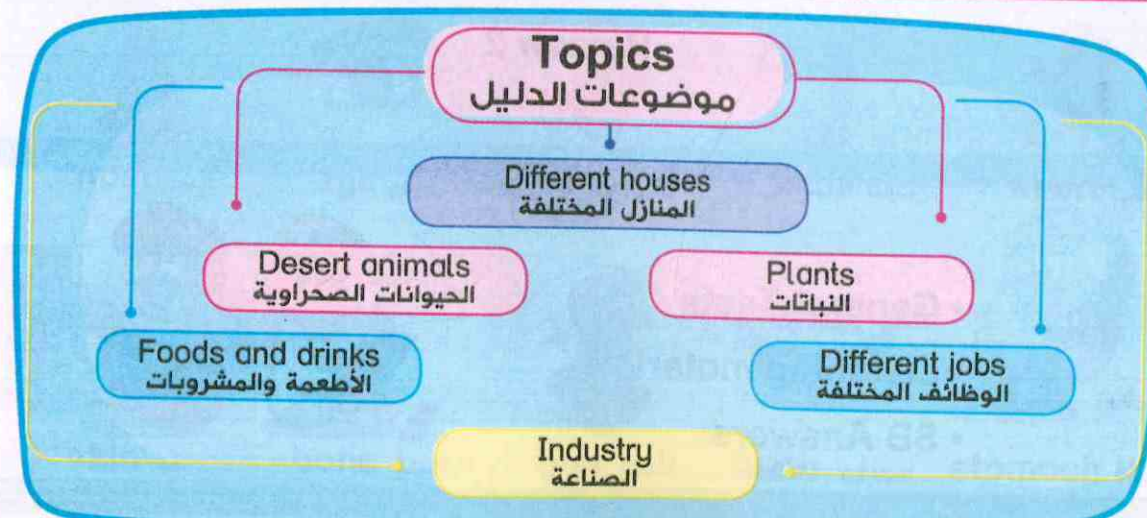 Topics
موضوعات الدليل
Different houses
المنازل المختلفة
Desert animals
الحيوانات الصحراوية
Plants
النباتات
Foods and drinks
الأطعمة والمشروبات
Different jobs
الوظائف المختلفة
Industry
الصناعة